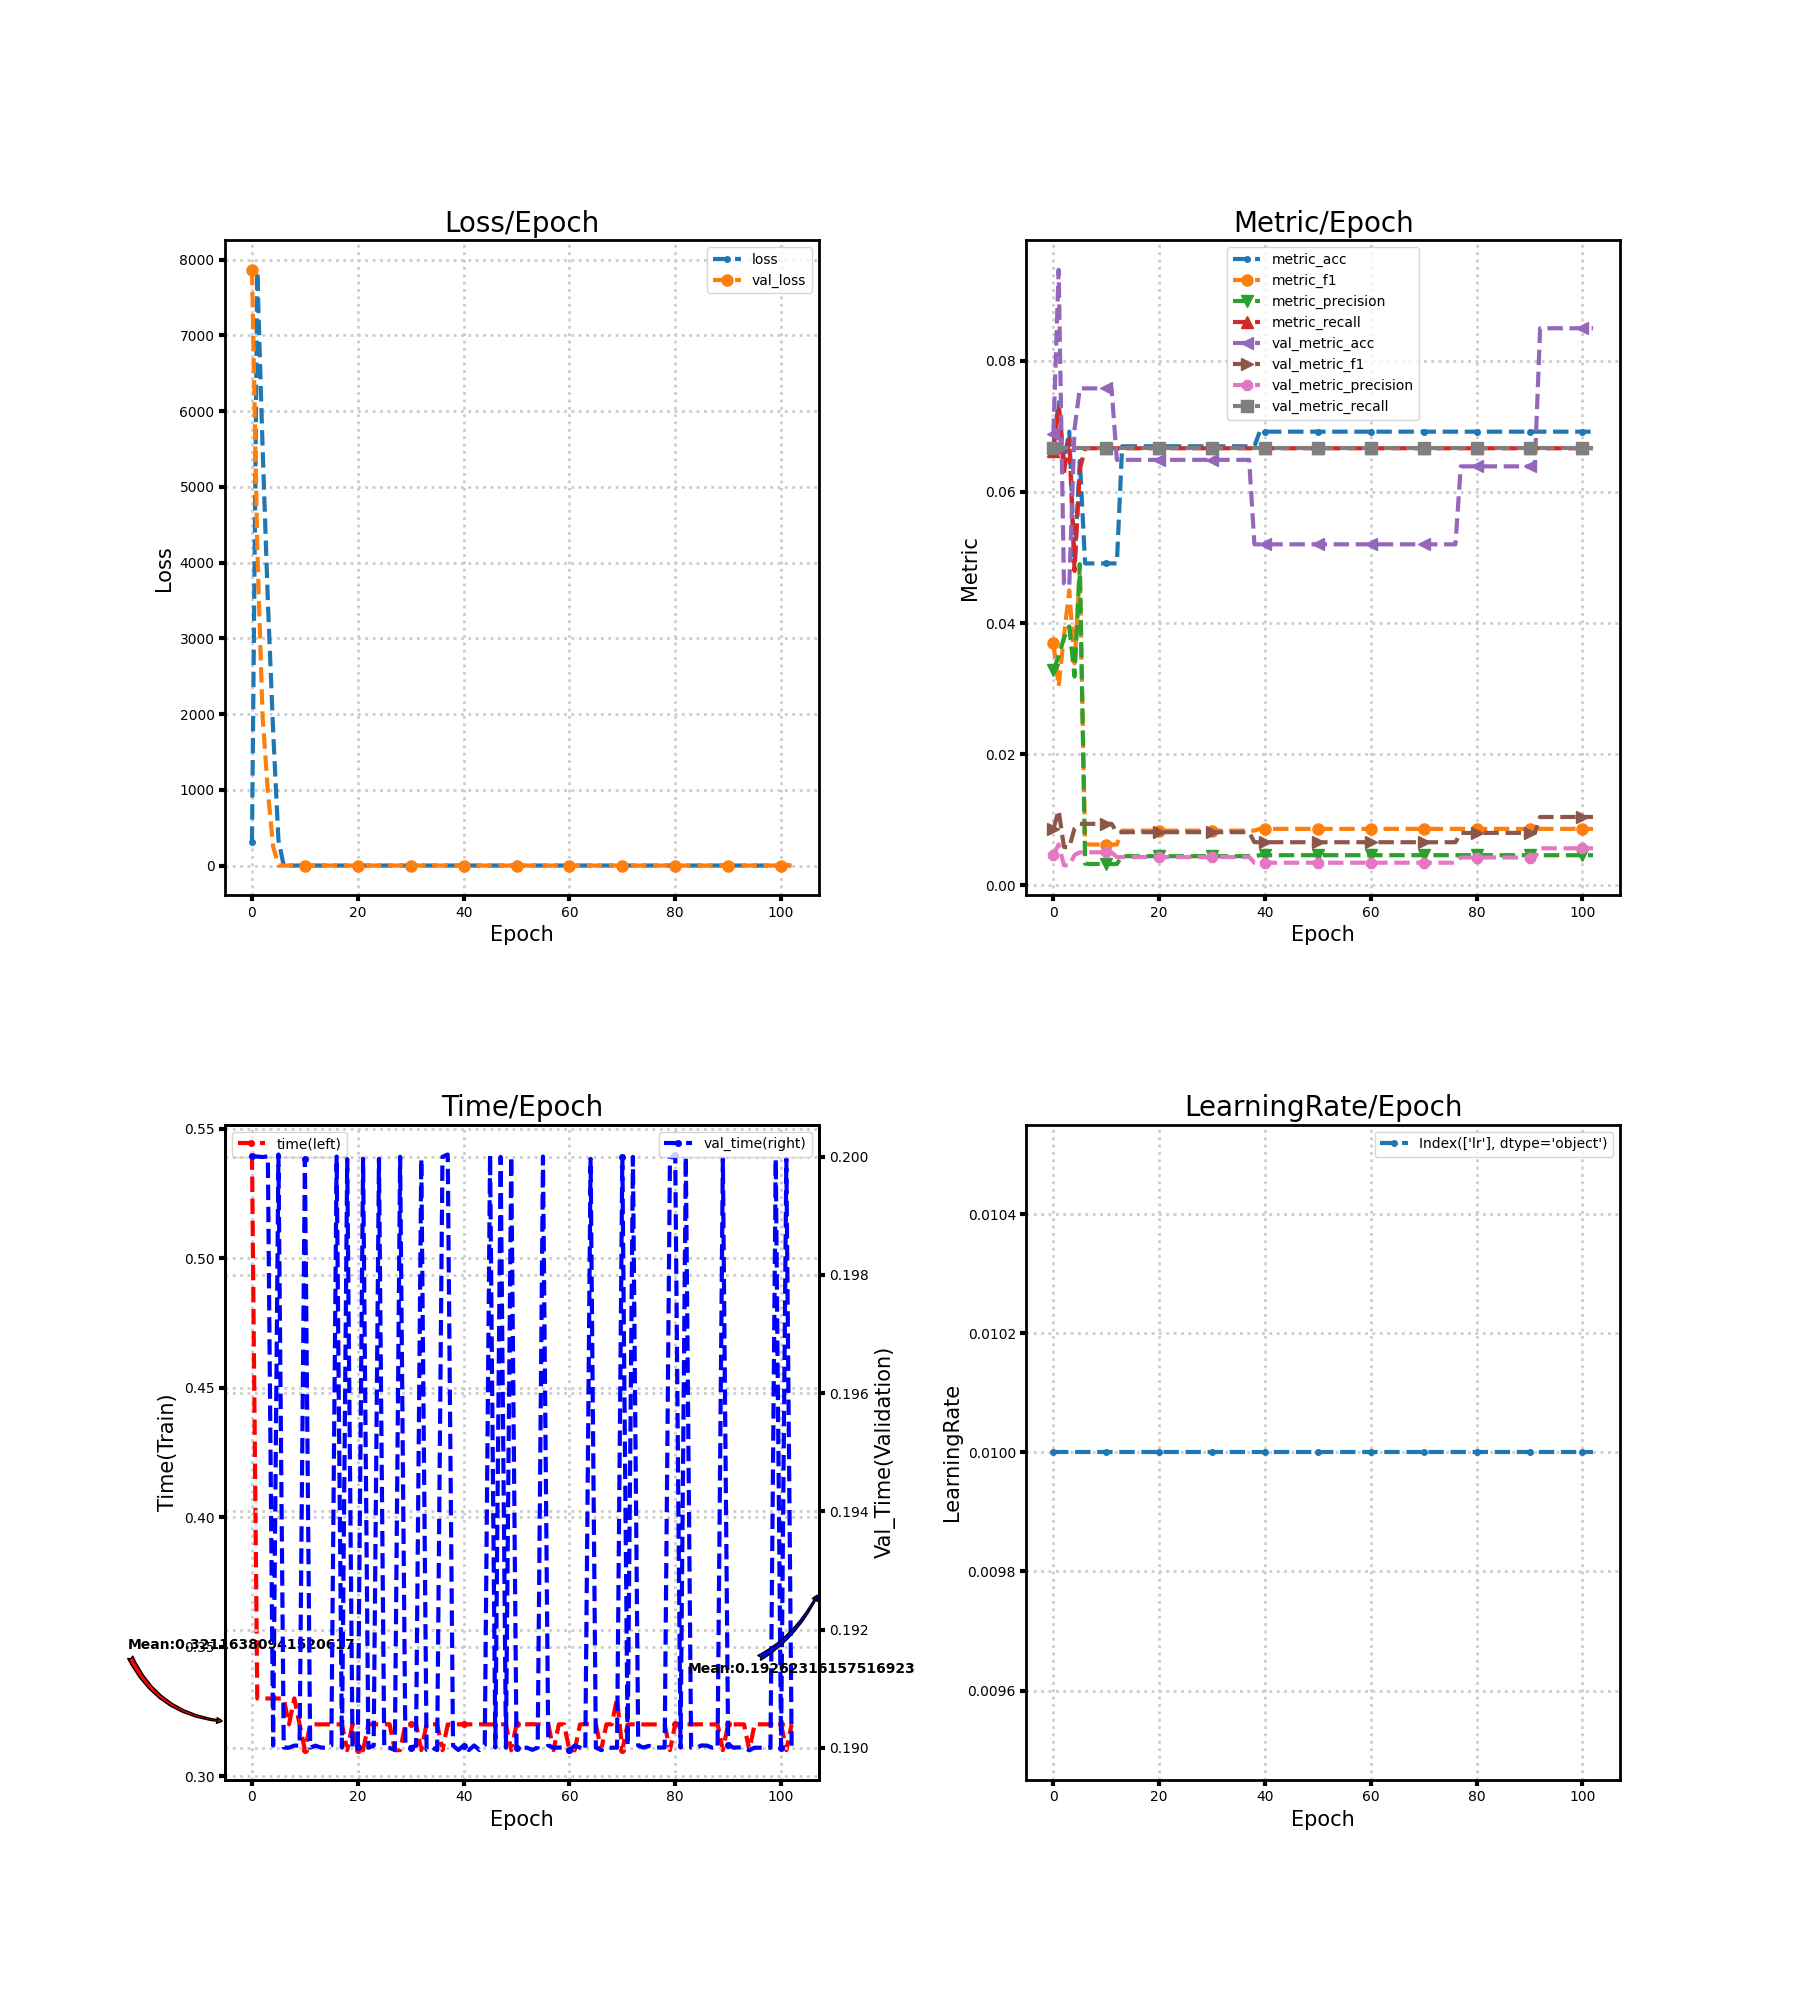 Loss/Epoch
loss
val_loss
8000
7000
6000
5000
4000
3000
2000
1000
0
Loss
0 20 40 60 80 100
Epoch
Metric/Epoch
metric_acc
metric_f1
metric_precision
metric_recall
val_metric_acc
val_metric_f1
val_metric_precision
val_metric_recall
0.08
0.06
0.04
0.02
0.00
Metric
0 20 40 60 80 100
Epoch
Time/Epoch
time(left)
val_time(right)
0.55
0.50
0.45
0.40
0.35
0.30
Time(Train)
0.200
0.198
0.196
0.194
0.192
0.190
Val_Time(Validation)
Mean:0.32116380941520617
Mean:0.19262316157516923
0 20 40 60 80 100
Epoch
LearningRate/Epoch
Index(['lr'], dtype='object')
0.0104
0.0102
0.0100
0.0098
0.0096
LearningRate
0 20 40 60 80 100
Epoch